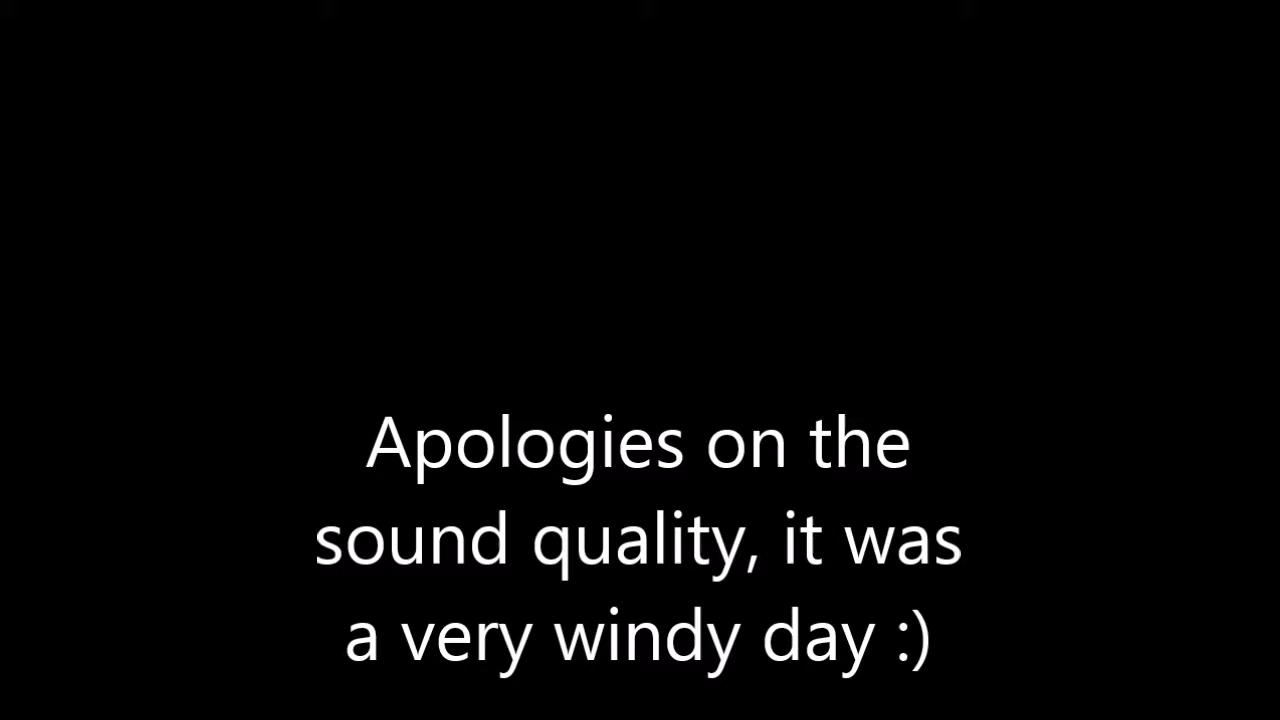 Apologies on the
sound quality, it was
a very windy day :)